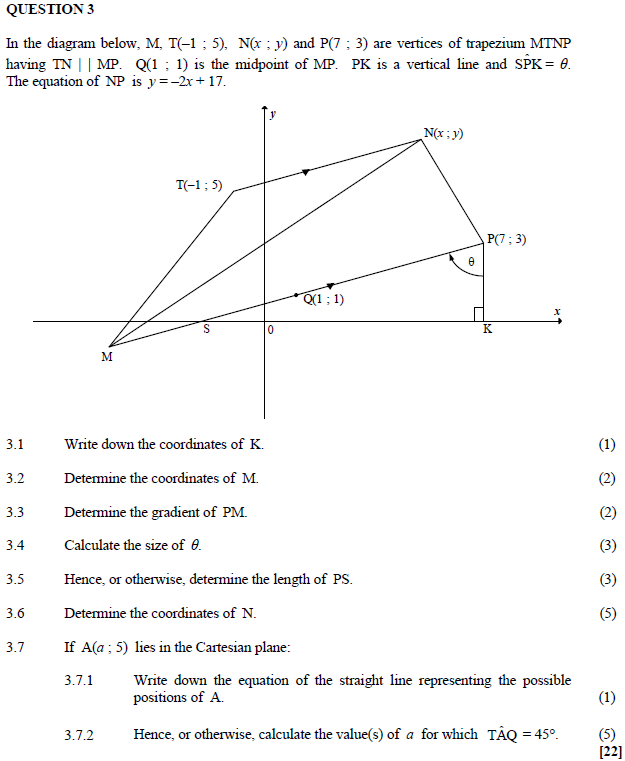 QUESTION 3
In the diagram below, M, T(–1 ; 5), N(x ; y) and P(7 ; 3) are vertices of trapezium MTNP
having TN | | MP. Q(1 ; 1) is the midpoint of MP. PK is a vertical line and SP̂K = θ.
The equation of NP is y = –2x + 17.
y
N(x ; y)
T(–1 ; 5)
P(7 ; 3)
θ
Q(1 ; 1)
x
S
0
K
M
3.1 Write down the coordinates of K. (1)
3.2 Determine the coordinates of M. (2)
3.3 Determine the gradient of PM. (2)
3.4 Calculate the size of θ. (3)
3.5 Hence, or otherwise, determine the length of PS. (3)
3.6 Determine the coordinates of N. (5)
3.7 If A(a ; 5) lies in the Cartesian plane:
3.7.1 Write down the equation of the straight line representing the possible
positions of A. (1)
3.7.2 Hence, or otherwise, calculate the value(s) of a for which TÂQ = 45°. (5)
[22]